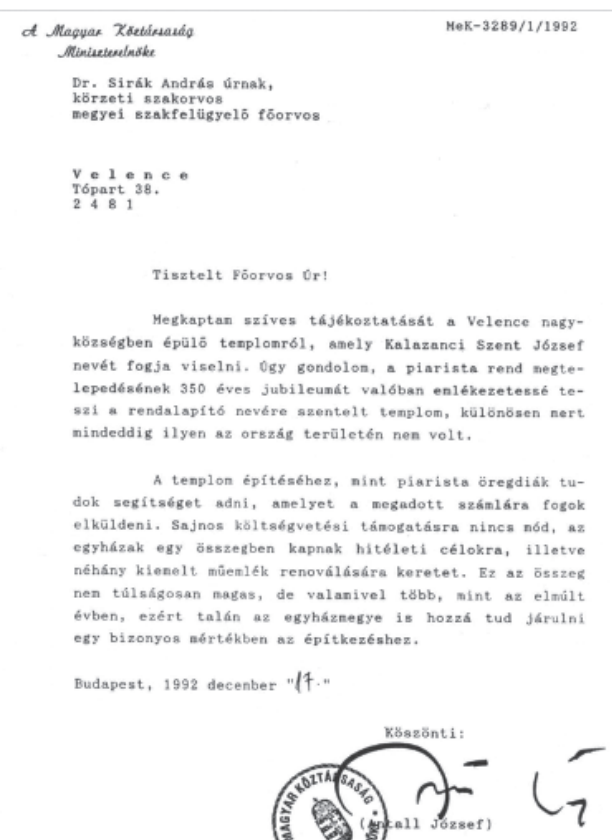 A Magyar Köztársaság
Miniszterelnöke
MeK-3289/1/1992
Dr. Sirák András úrnak,
körzeti szakorvos
megyei szakfelügyelő főorvos
V e l e n c e
Tópart 38.
2 4 8 1
Tisztelt Főorvos Úr!
Megkaptam szíves tájékoztatását a Velence nagy-
községben épülő templomról, amely Kalazanci Szent József
nevét fogja viselni. Úgy gondolom, a piarista rend megte-
lepedésének 350 éves jubileumát valóban emlékezetessé te-
szi a rendalapító nevére szentelt templom, különösen mert
mindeddig ilyen az ország területén nem volt.
A templom építéséhez, mint piarista öregdiák tu-
dok segítséget adni, amelyet a megadott számlára fogok
elküldeni. Sajnos költségvetési támogatásra nincs mód, az
egyházak egy összegben kapnak hitéleti célokra, illetve
néhány kiemelt műemlék renoválására keretet. Ez az összeg
nem túlságosan magas, de valamivel több, mint az elmúlt
évben, ezért talán az egyházmegye is hozzá tud járulni
egy bizonyos mértékben az építkezéshez.
Budapest, 1992 december "17."
Köszönti:
MAGYAR KÖZTÁRSASÁG
(Antall József)